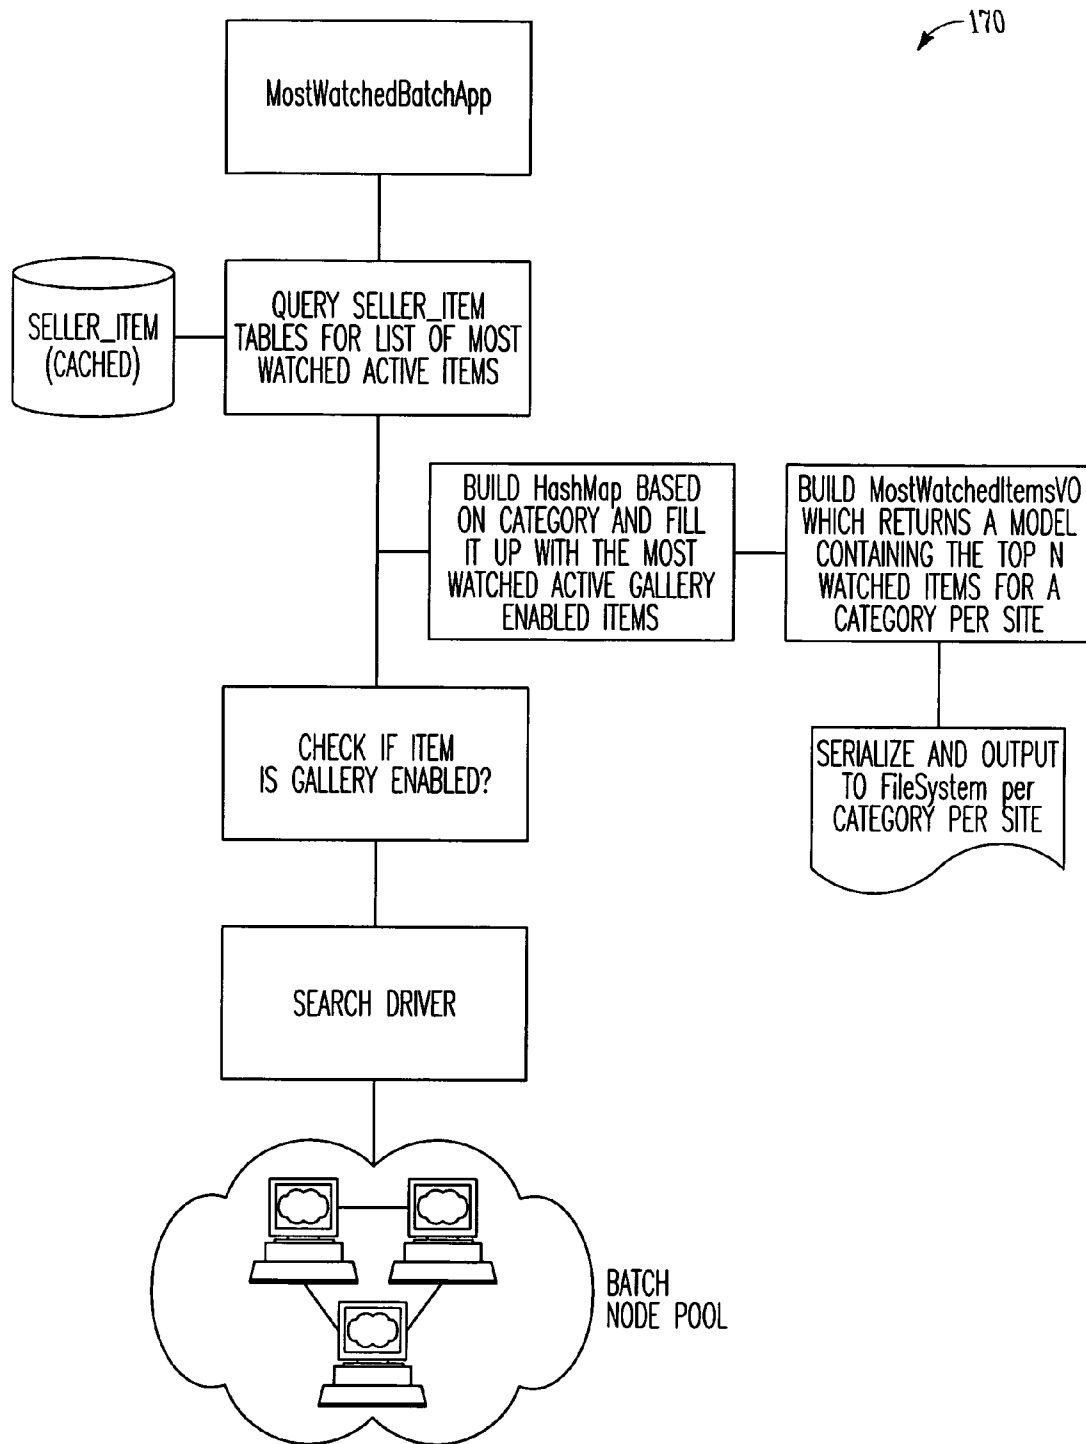 170
MostWatchedBatchApp
SELLER_ITEM
(CACHED)
QUERY SELLER_ITEM
TABLES FOR LIST OF MOST
WATCHED ACTIVE ITEMS
BUILD HashMap BASED
ON CATEGORY AND FILL
IT UP WITH THE MOST
WATCHED ACTIVE GALLERY
ENABLED ITEMS
BUILD MostWatchedItemsVO
WHICH RETURNS A MODEL
CONTAINING THE TOP N
WATCHED ITEMS FOR A
CATEGORY PER SITE
CHECK IF ITEM
IS GALLERY ENABLED?
SERIALIZE AND OUTPUT
TO FileSystem per
CATEGORY PER SITE
SEARCH DRIVER
BATCH
NODE POOL